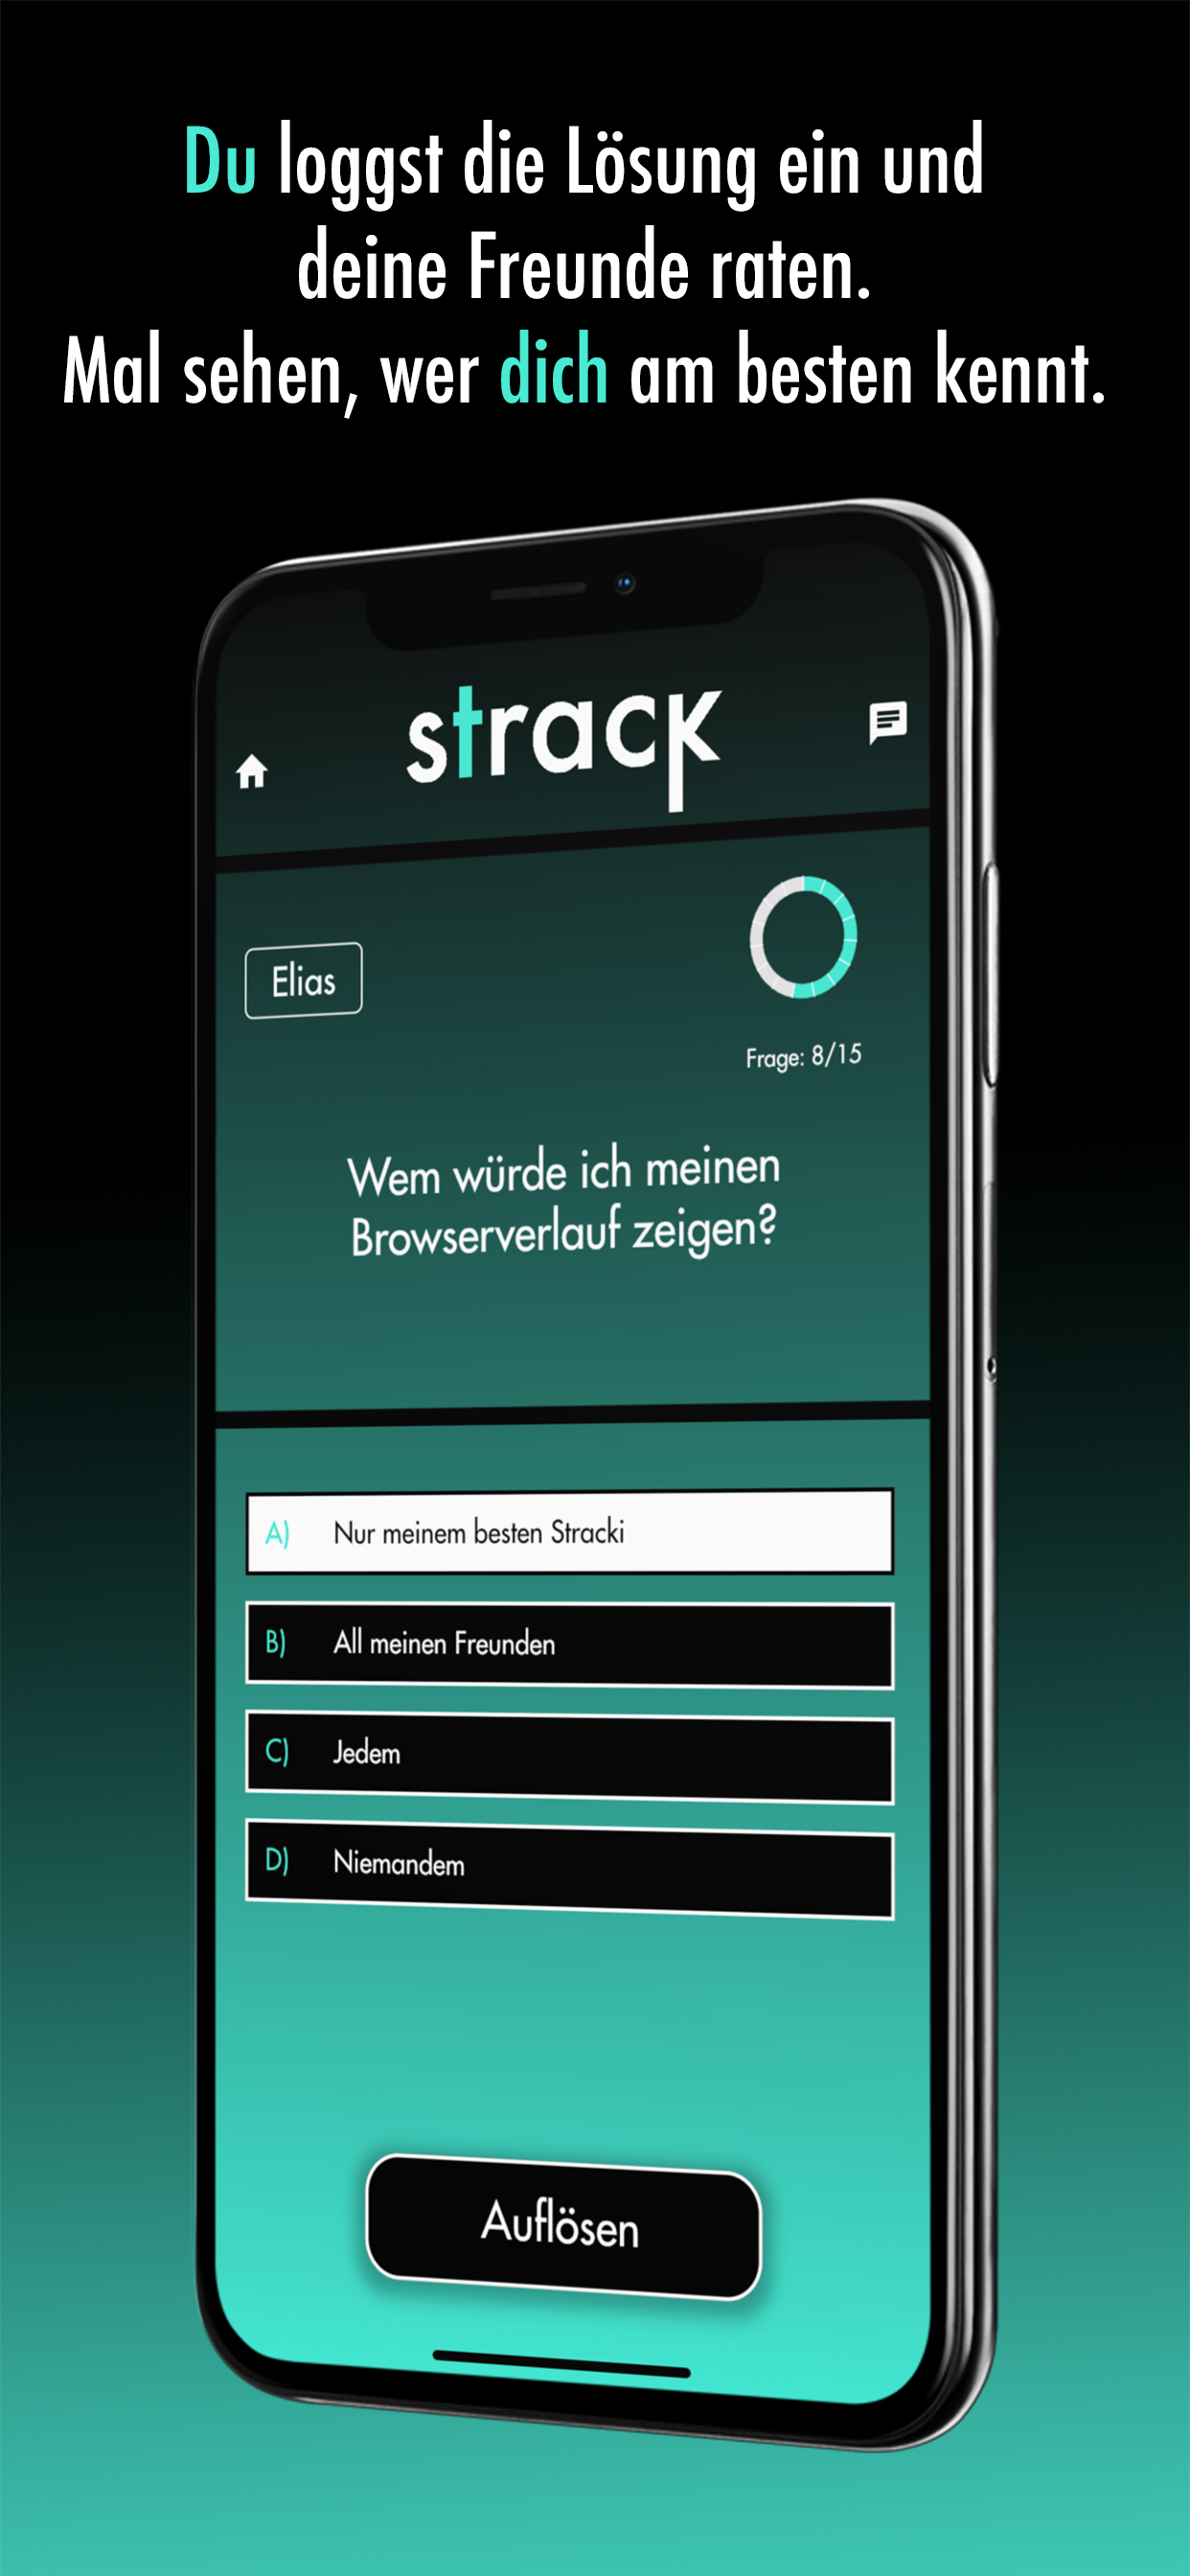 Du loggst die Lösung ein und
deine Freunde raten.
Mal sehen, wer dich am besten kennt.
strack
Elias
Frage: 8/15
Wem würde ich meinen
Browserverlauf zeigen?
A) Nur meinem besten Stracki
B) All meinen Freunden
C) Jedem
D) Niemandem
Auflösen